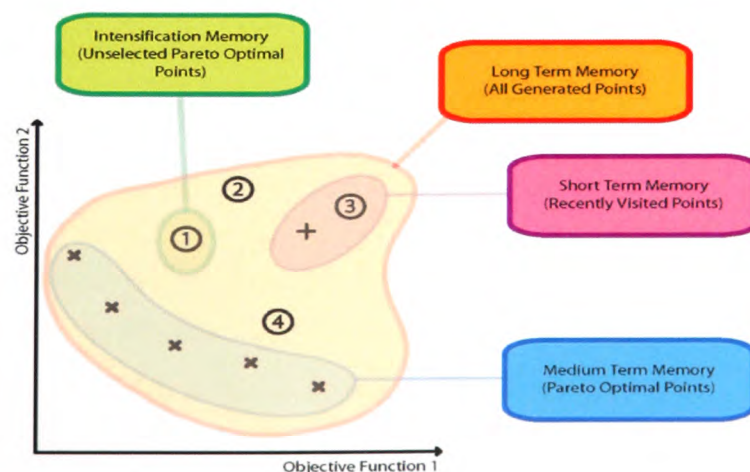 Intensification Memory
(Unselected Pareto Optimal
Points)
Long Term Memory
(All Generated Points)
Short Term Memory
(Recently Visited Points)
Medium Term Memory
(Pareto Optimal Points)
Objective Function 2
②
③
①
④
Objective Function 1